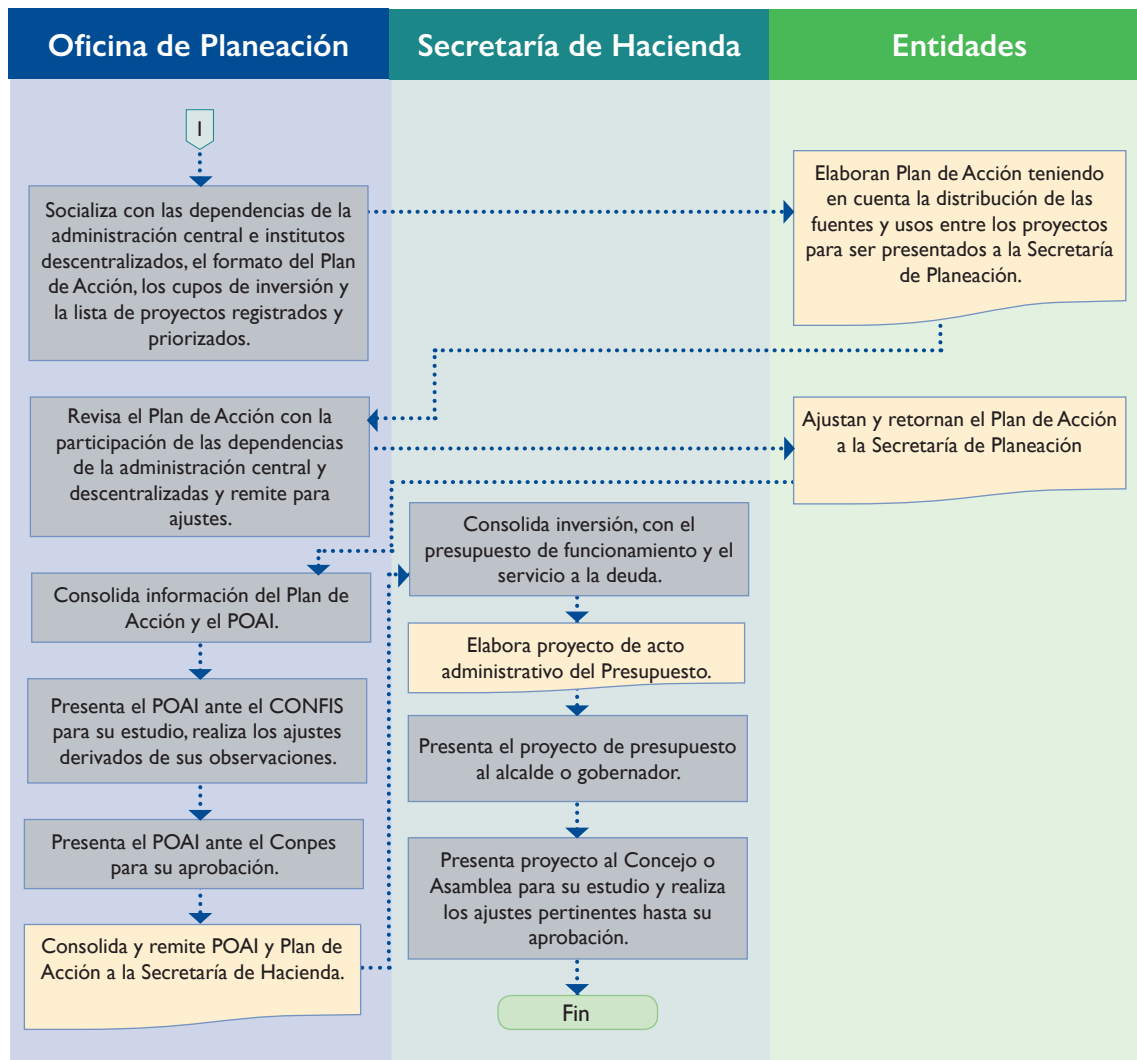 Oficina de Planeación
Secretaría de Hacienda
Entidades
1
Socializa con las dependencias de la
administración central e institutos
descentralizados, el formato del Plan
de Acción, los cupos de inversión y
la lista de proyectos registrados y
priorizados.
Elaboran Plan de Acción teniendo
en cuenta la distribución de las
fuentes y usos entre los proyectos
para ser presentados a la Secretaría
de Planeación.
Revisa el Plan de Acción con la
participación de las dependencias
de la administración central y
descentralizadas y remite para
ajustes.
Ajustan y retornan el Plan de Acción
a la Secretaría de Planeación
Consolida información del Plan de
Acción y el POAI.
Presenta el POAI ante el CONFIS
para su estudio, realiza los ajustes
derivados de sus observaciones.
Presenta el POAI ante el Conpes
para su aprobación.
Consolida y remite POAI y Plan de
Acción a la Secretaría de Hacienda.
Consolida inversión, con el
presupuesto de funcionamiento y el
servicio a la deuda.
Elabora proyecto de acto
administrativo del Presupuesto.
Presenta el proyecto de presupuesto
al alcalde o gobernador.
Presenta proyecto al Concejo o
Asamblea para su estudio y realiza
los ajustes pertinentes hasta su
aprobación.
Fin